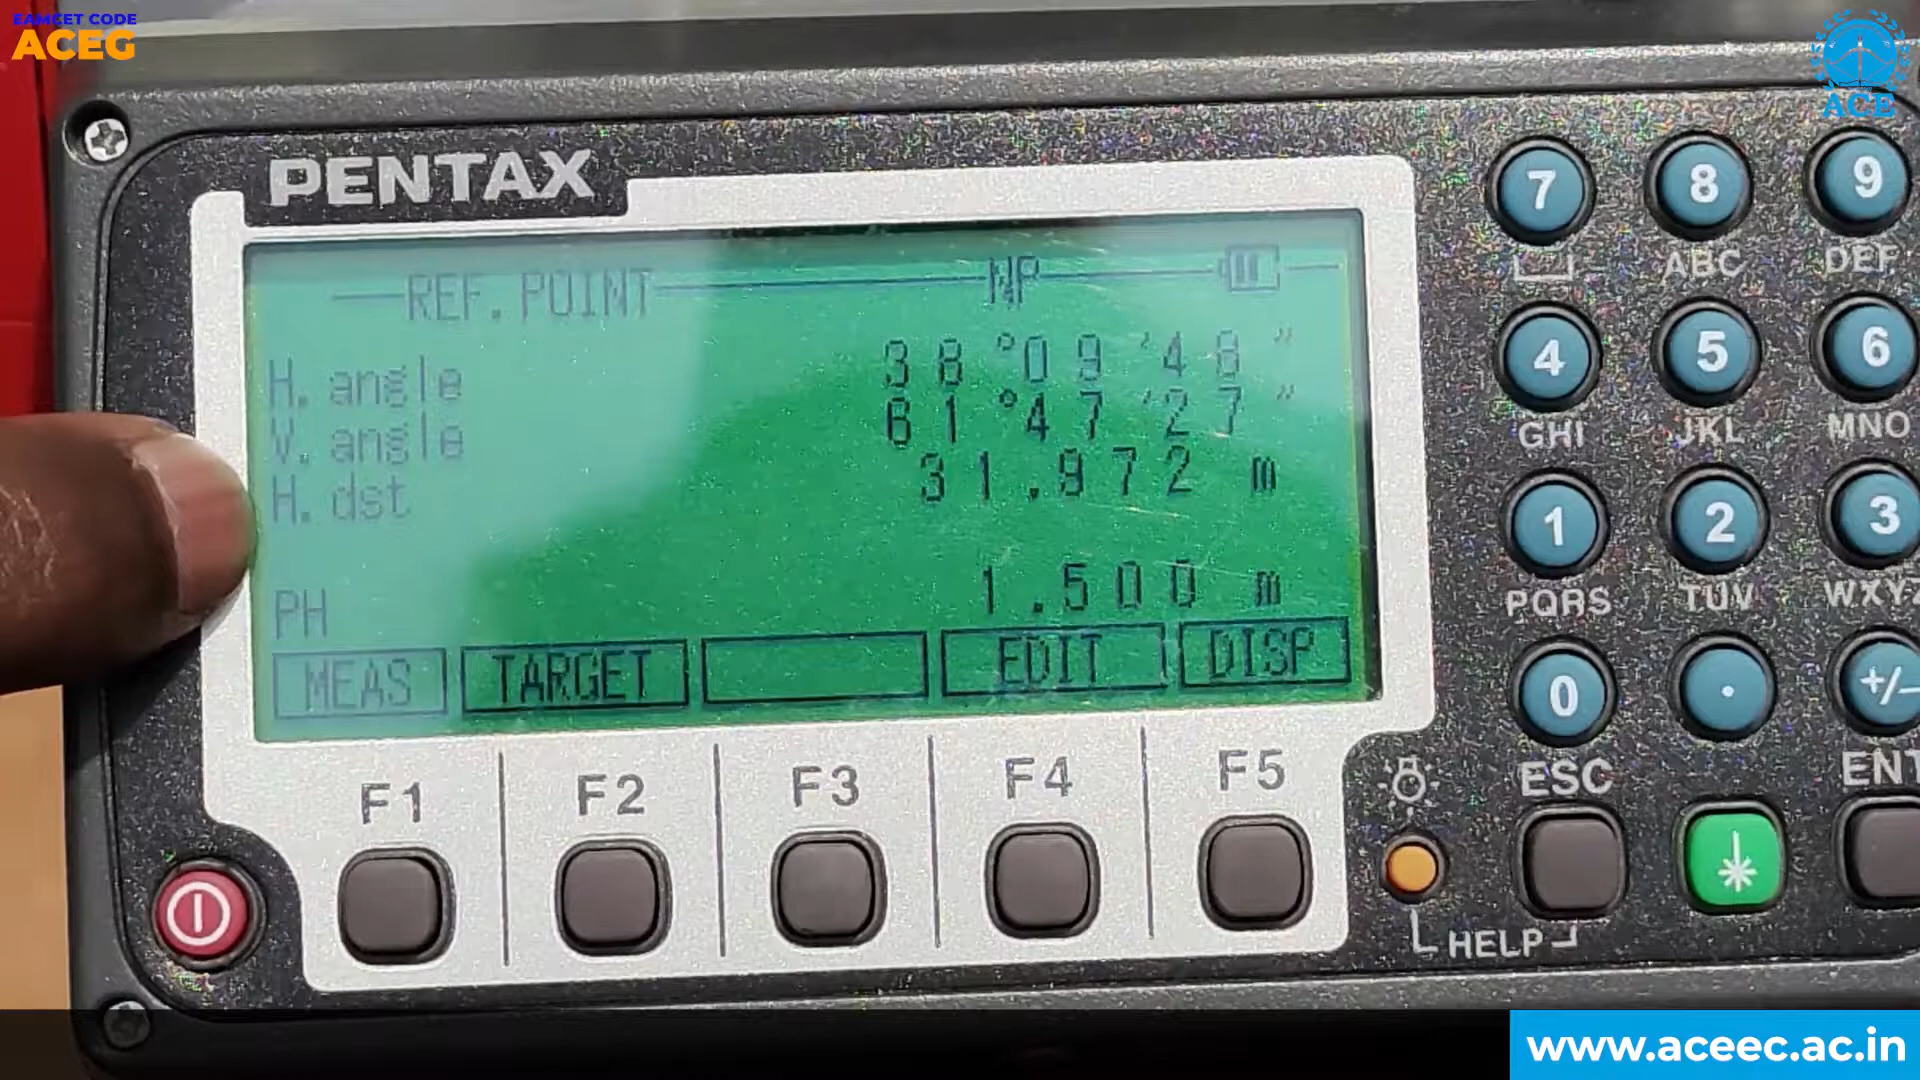 EAMCET CODE
ACEG
ACE
PENTAX
REF. POINT NP
H. angle 38°09'48"
V. angle 61°47'27"
H. dst 31.972 m
PH 1.500 m
MEAS TARGET EDIT DISP
F1 F2 F3 F4 F5
7 8 9
ABC DEF
4 5 6
GHI JKL MNO
1 2 3
PQRS TUV WXYZ
0 . +/-
ESC ENT
HELP
www.aceec.ac.in